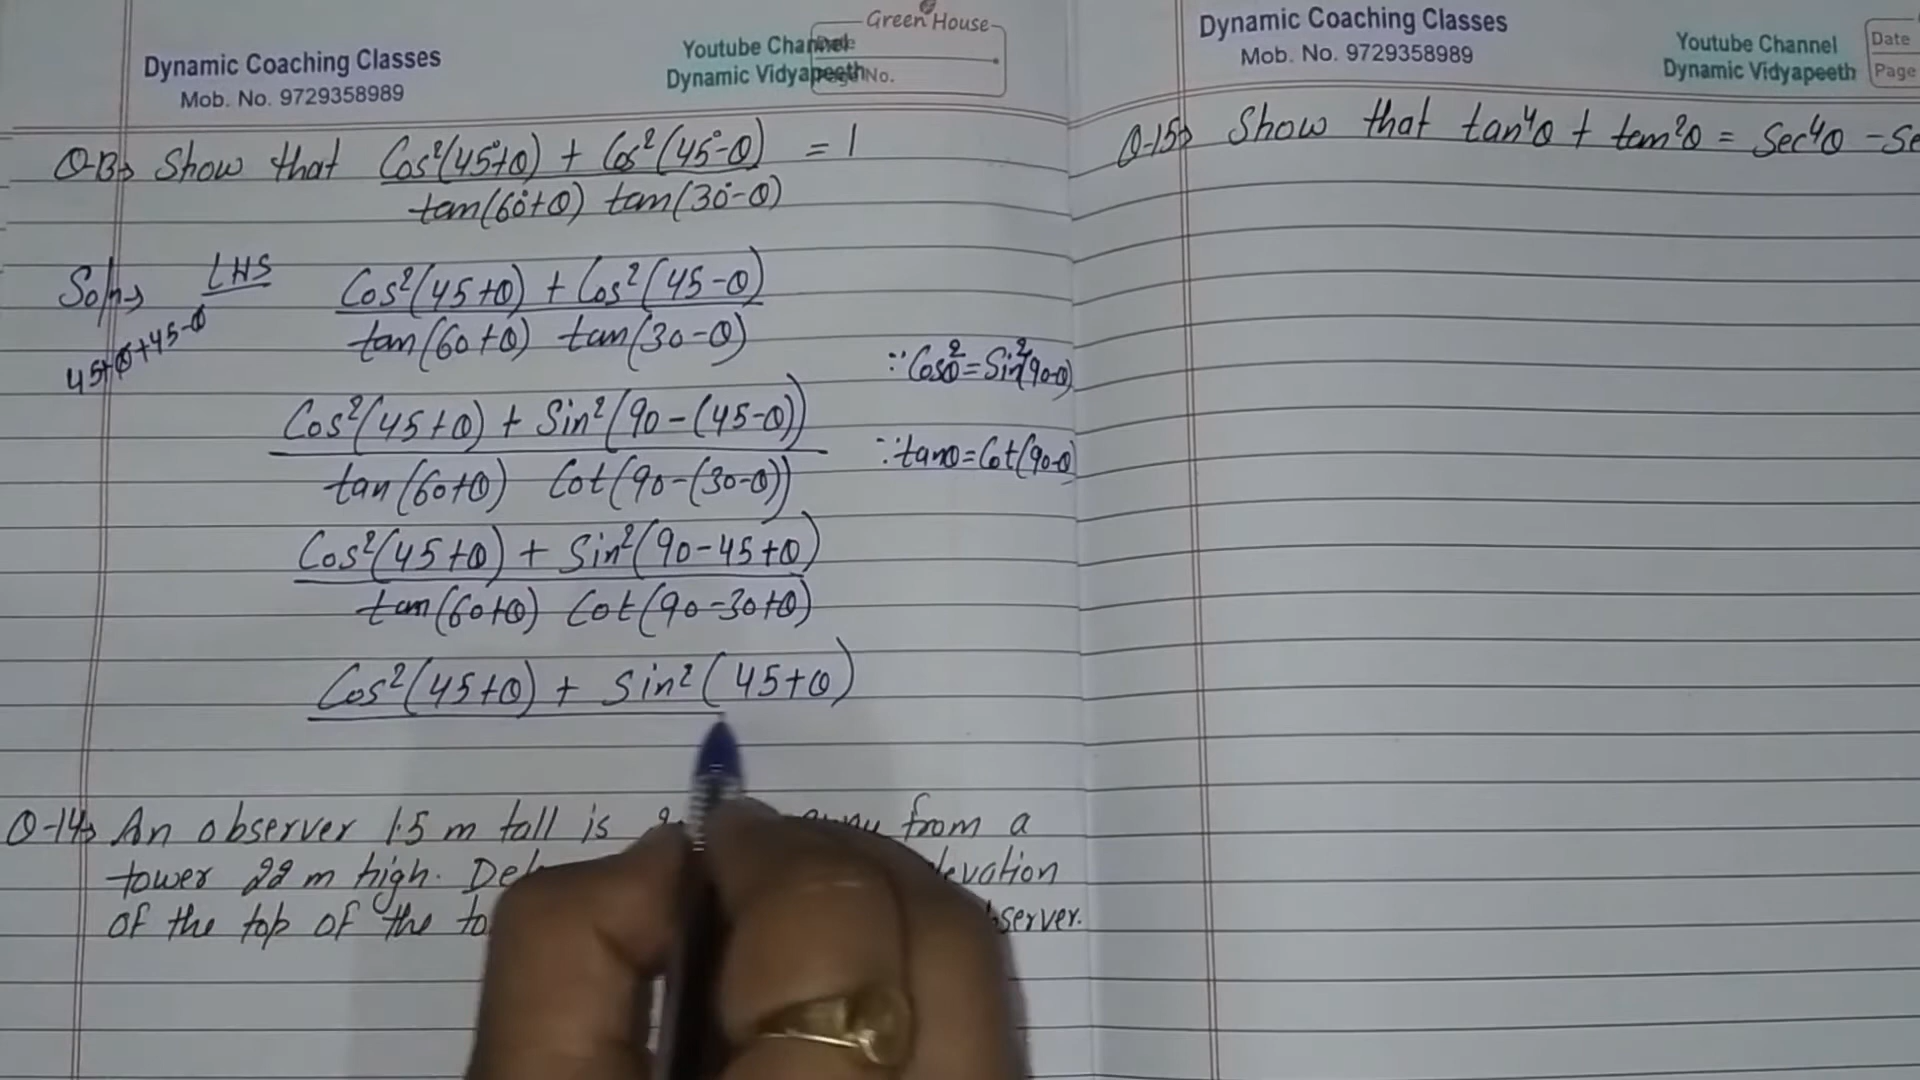 Green House
Dynamic Coaching Classes
Mob. No. 9729358989
Youtube Channel
Dynamic Vidyapeeth No.
Q-13 Show that Cos²(45°+θ) + Cos²(45°-θ) = 1
tan(60°+θ) tan(30°-θ)
Soln→ LHS Cos²(45+θ) + Cos²(45-θ)
tan(60+θ) tan(30-θ)
45+θ+45-θ
∵Cos²θ=Sin²(90-θ)
Cos²(45+θ) + Sin²(90-(45-θ))
tan(60+θ) Cot(90-(30-θ))
∵tanθ=Cot(90-θ)
Cos²(45+θ) + Sin²(90-45+θ)
tan(60+θ) Cot(90-30+θ)
Cos²(45+θ) + Sin²(45+θ)
Q-14 An observer 1.5 m tall is from a
tower 22 m high.
of the top of the
Dynamic Coaching Classes
Mob. No. 9729358989
Youtube Channel
Dynamic Vidyapeeth
Date
Page
Q-15 Show that tan⁴θ + tan²θ = Sec⁴θ -